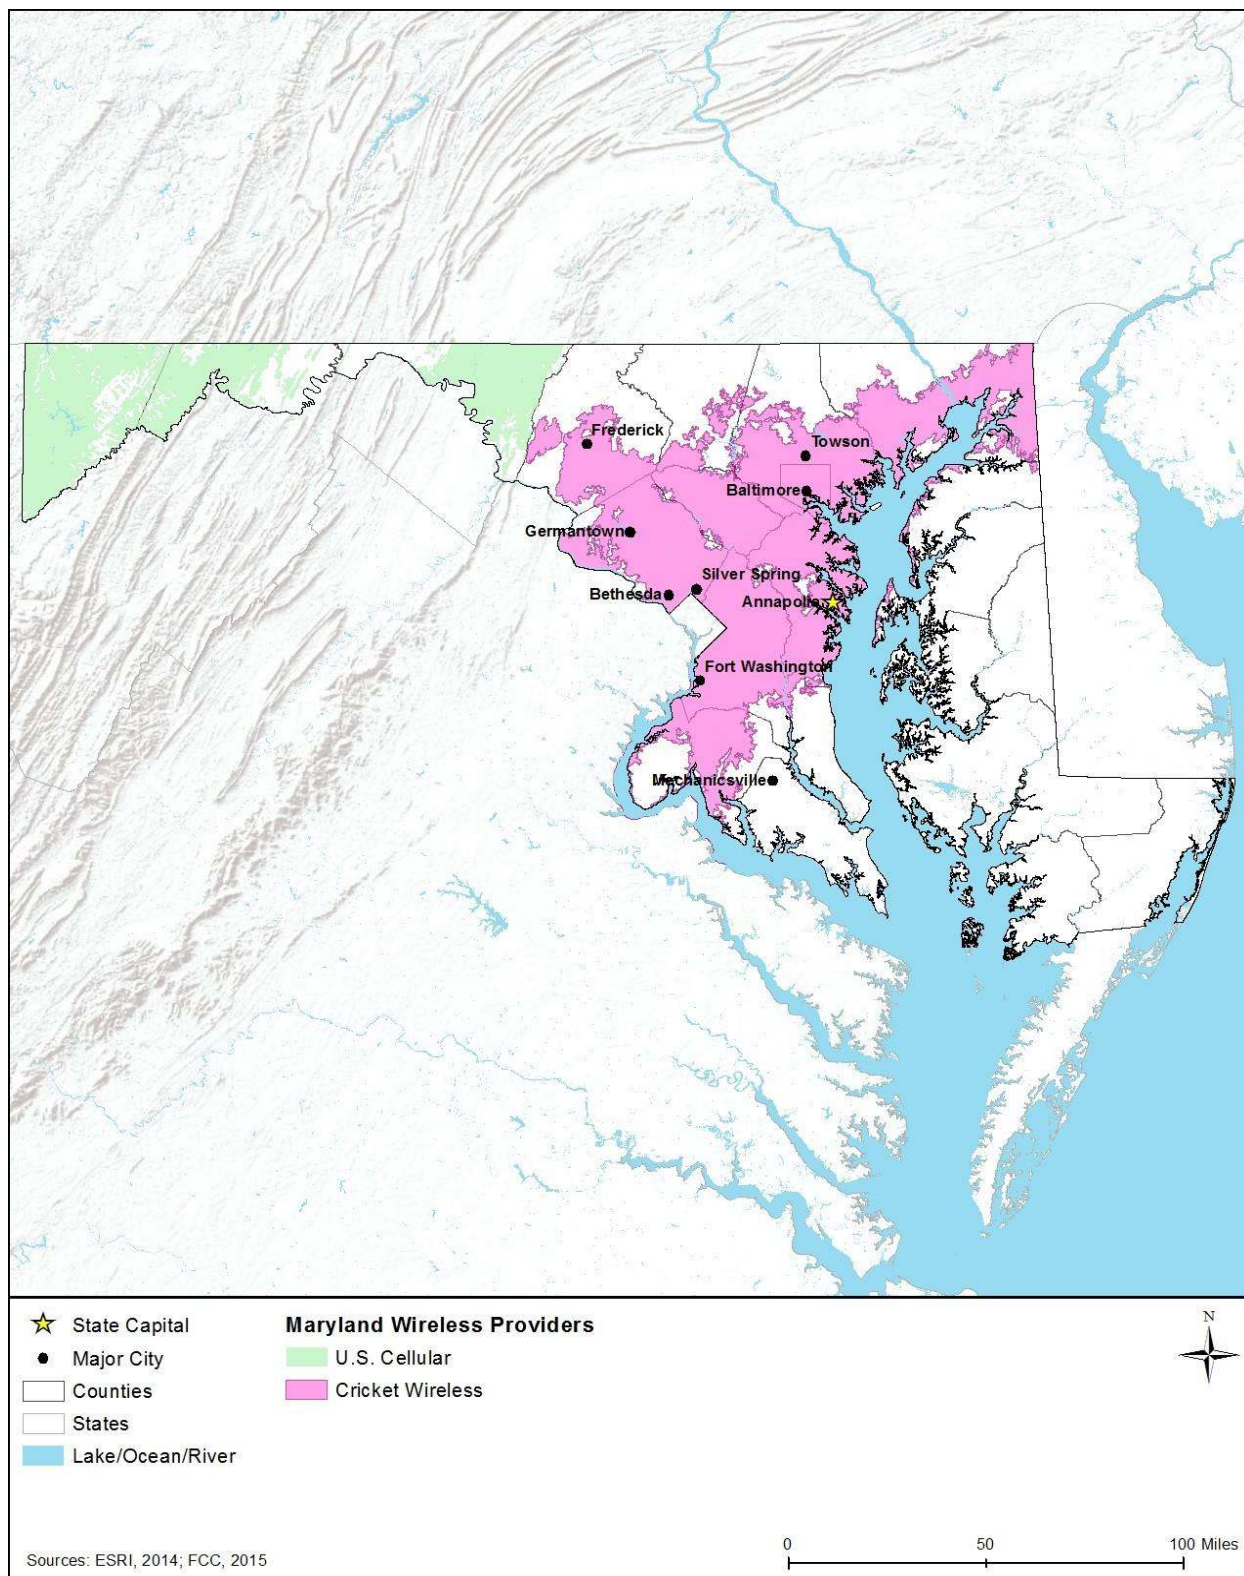 Frederick
Towson
Baltimore
Germantown
Silver Spring
Bethesda
Annapolis
Fort Washington
Mechanicsville
State Capital
Major City
Counties
States
Lake/Ocean/River
Maryland Wireless Providers
U.S. Cellular
Cricket Wireless
N
Sources: ESRI, 2014; FCC, 2015
0 50 100 Miles